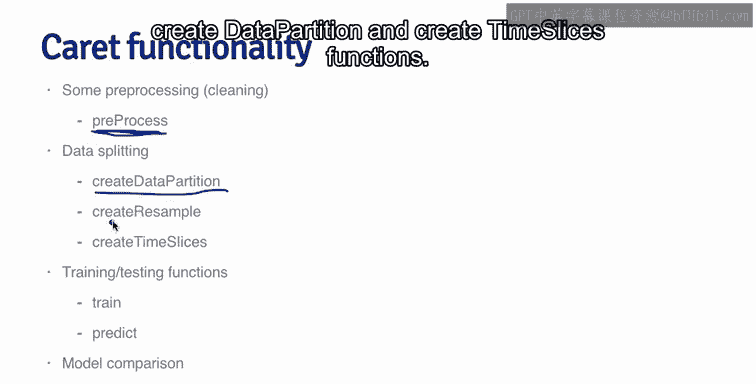 create DataPartition and create TimeSlices
functions.
Caret functionality
· Some preprocessing (cleaning)
- preProcess
· Data splitting
- createDataPartition
- createResample
- createTimeSlices
· Training/testing functions
- train
- predict
· Model comparison